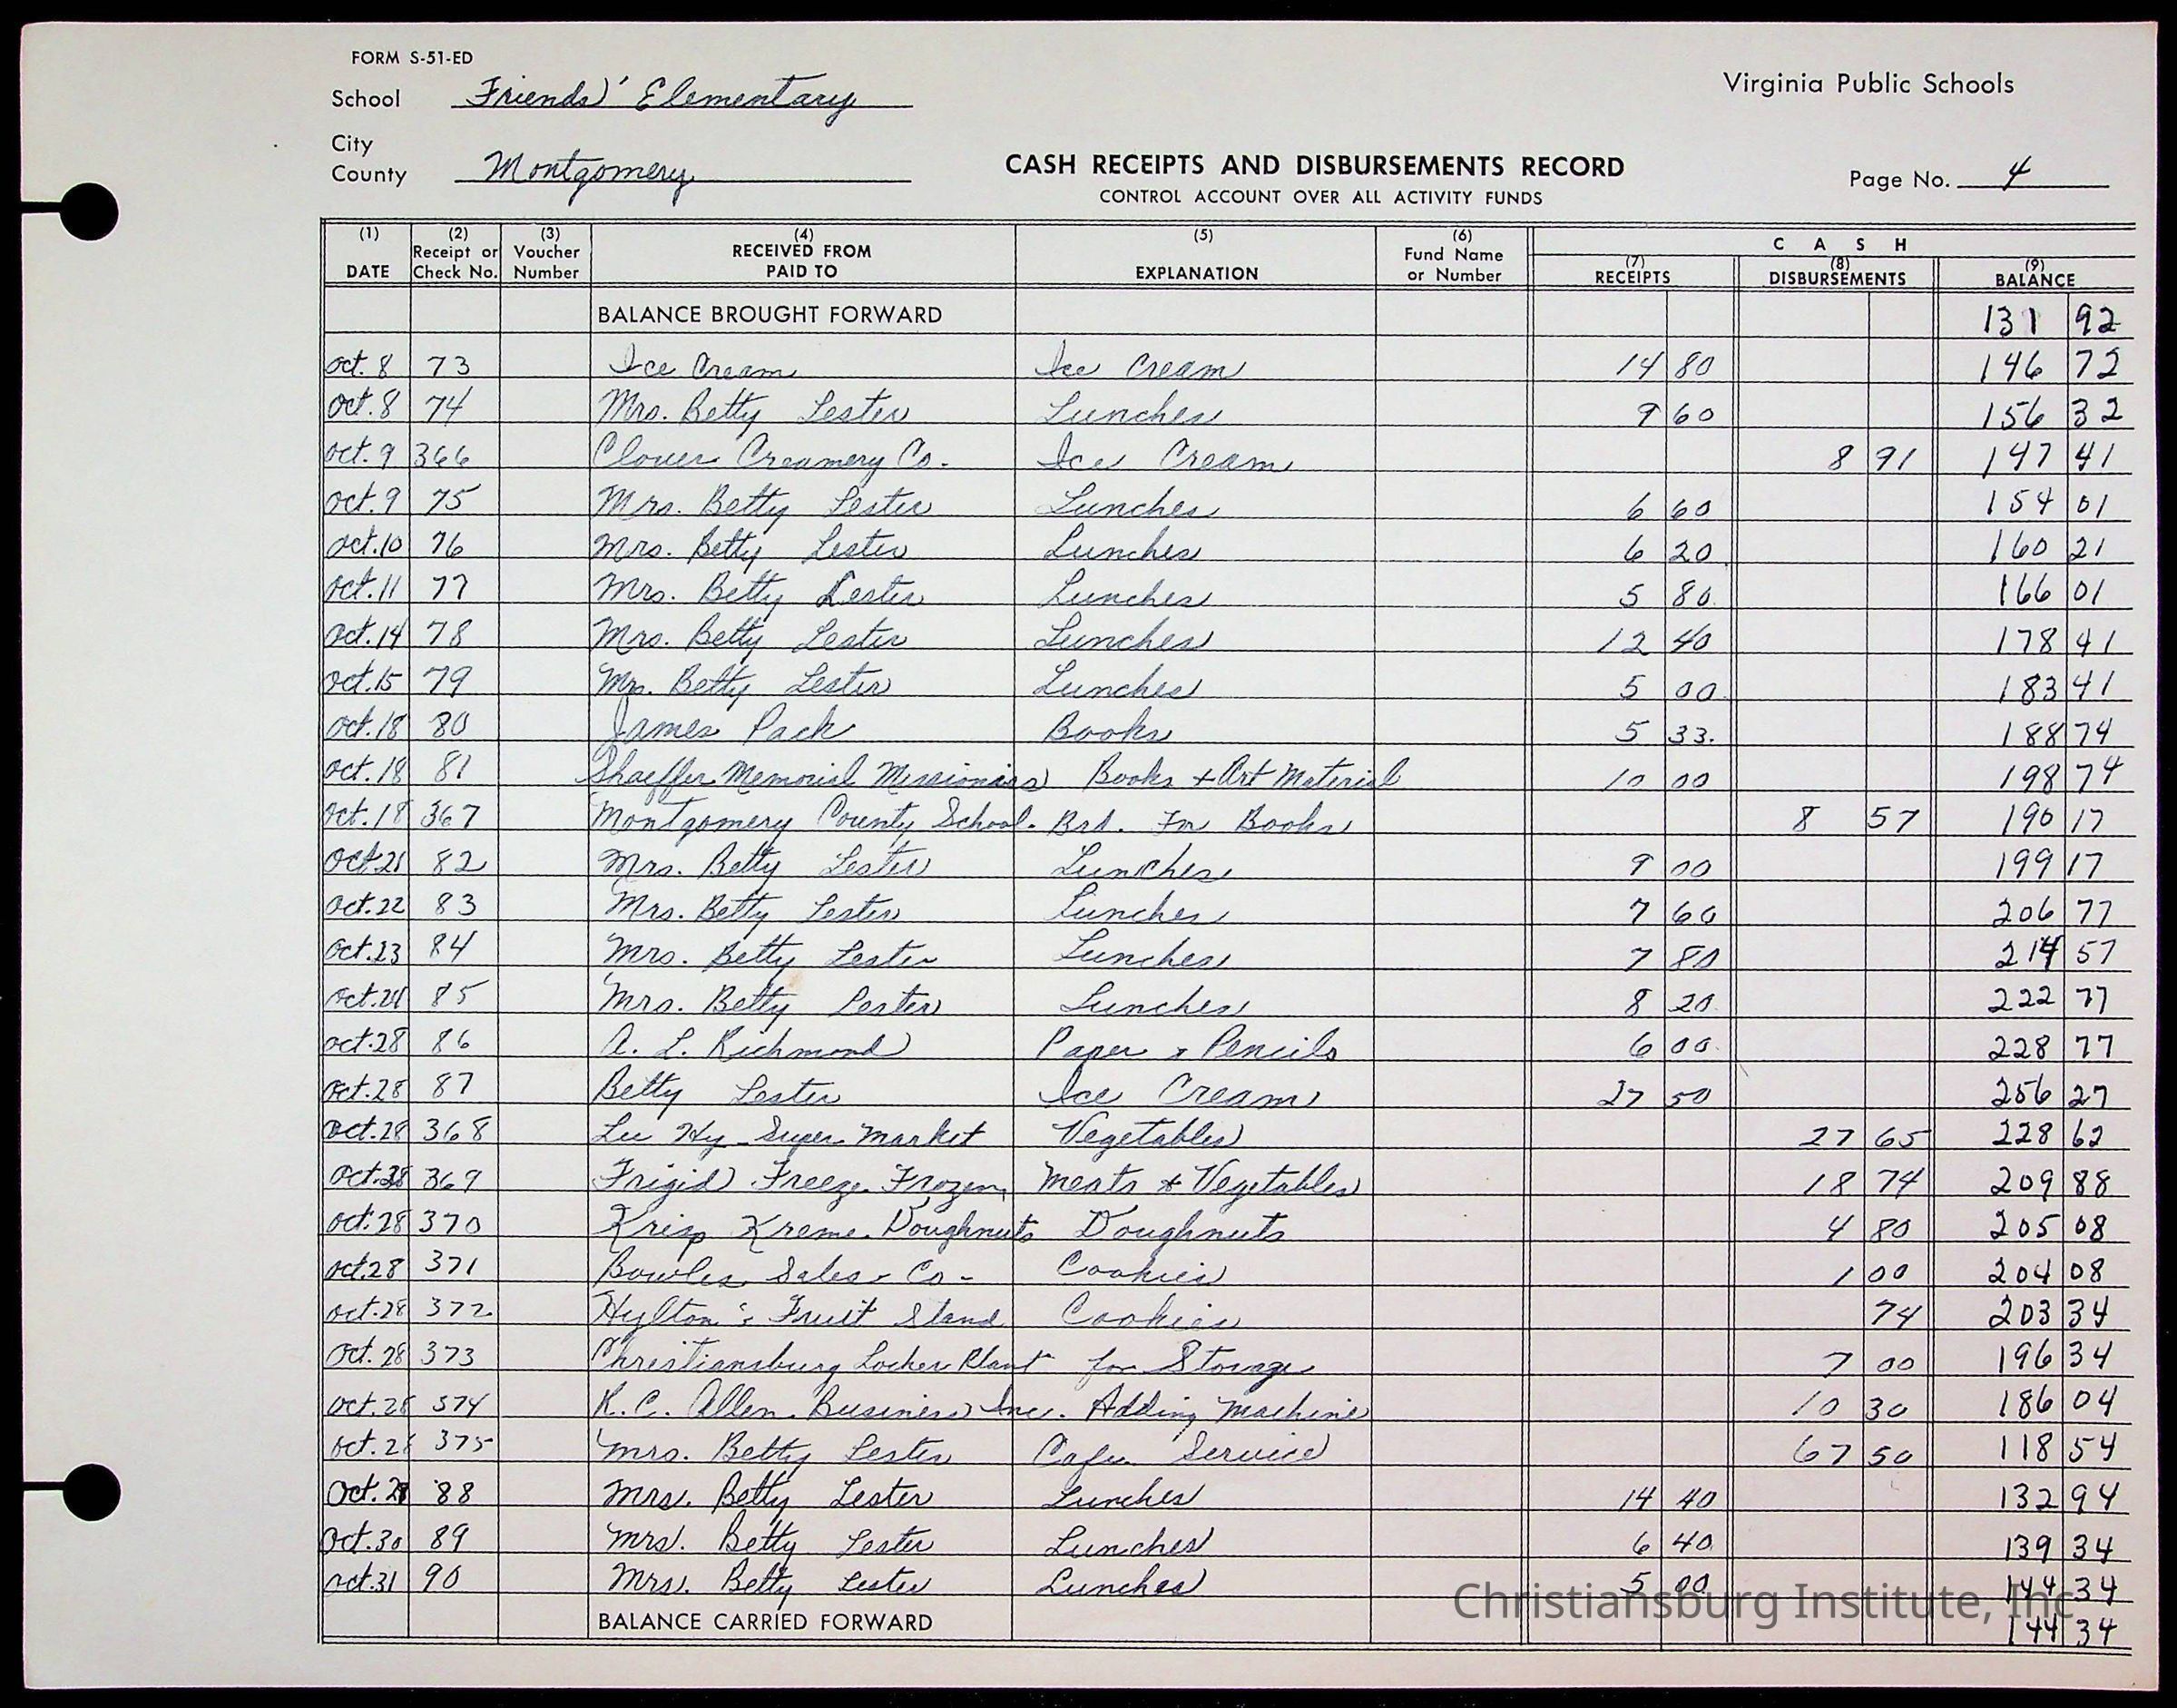 FORM S-51-ED
School Friends' Elementary
Virginia Public Schools
City
County Montgomery
CASH RECEIPTS AND DISBURSEMENTS RECORD
CONTROL ACCOUNT OVER ALL ACTIVITY FUNDS
Page No. 4
(1) DATE (2) Receipt or Check No. (3) Voucher Number (4) RECEIVED FROM PAID TO (5) EXPLANATION (6) Fund Name or Number CASH (7) RECEIPTS (8) DISBURSEMENTS (9) BALANCE
BALANCE BROUGHT FORWARD 131 92
Oct. 8 73 Ice Cream Ice Cream 14 80 146 72
Oct. 8 74 Mrs. Betty Lester Lunches 9 60 156 32
Oct. 9 366 Clover Creamery Co. Ice Cream 8 91 147 41
Oct. 9 75 Mrs. Betty Lester Lunches 6 60 154 01
Oct. 10 76 Mrs. Betty Lester Lunches 6 20 160 21
Oct. 11 77 Mrs. Betty Lester Lunches 5 80 166 01
Oct. 14 78 Mrs. Betty Lester Lunches 12 40 178 41
Oct. 15 79 Mrs. Betty Lester Lunches 5 00 183 41
Oct. 18 80 James Pack Books 5 33 188 74
Oct. 18 81 Shaeffer Memorial Missionary Books + Art Material 10 00 198 74
Oct. 18 367 Montgomery County School Brd. For Books 8 57 190 17
Oct. 21 82 Mrs. Betty Lester Lunches 9 00 199 17
Oct. 22 83 Mrs. Betty Lester Lunches 7 60 206 77
Oct. 23 84 Mrs. Betty Lester Lunches 7 80 214 57
Oct. 24 85 Mrs. Betty Lester Lunches 8 20 222 77
Oct. 28 86 A. L. Richmond Paper + Pencils 6 00 228 77
Oct. 28 87 Betty Lester Ice Cream 27 50 256 27
Oct. 28 368 Lee Hy Super Market Vegetables 27 65 228 62
Oct. 28 369 Frigid Freeze Frozen Meats + Vegetables 18 74 209 88
Oct. 28 370 Krisp Kreme Doughnuts Doughnuts 4 80 205 08
Oct. 28 371 Bowles Sales Co. Cookies 1 00 204 08
Oct. 28 372 Hylton's Fruit Stand Cookies 74 203 34
Oct. 28 373 Christiansburg Locker Plant for Storage 7 00 196 34
Oct. 28 374 R. C. Allen Business Inc. Adding Machine 10 30 186 04
Oct. 28 375 Mrs. Betty Lester Cafe. Service 67 50 118 54
Oct. 88 Mrs. Betty Lester Lunches 14 40 132 94
Oct. 30 89 Mrs. Betty Lester Lunches 6 40 139 34
Oct. 31 90 Mrs. Betty Lester Lunches 5 00 144 34
BALANCE CARRIED FORWARD 144 34
Christiansburg Institute, Inc